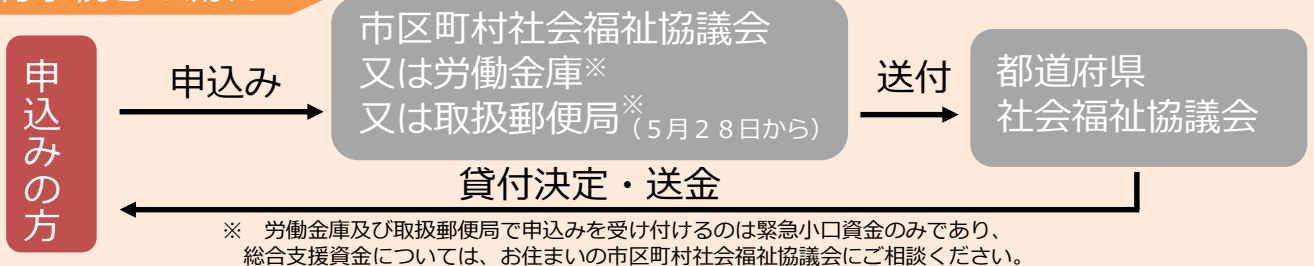 申込みの方
申込み
市区町村社会福祉協議会
又は労働金庫※
又は取扱郵便局※（５月２８日から）
送付
都道府県
社会福祉協議会
貸付決定・送金
※　労働金庫及び取扱郵便局で申込みを受け付けるのは緊急小口資金のみであり、
総合支援資金については、お住まいの市区町村社会福祉協議会にご相談ください。